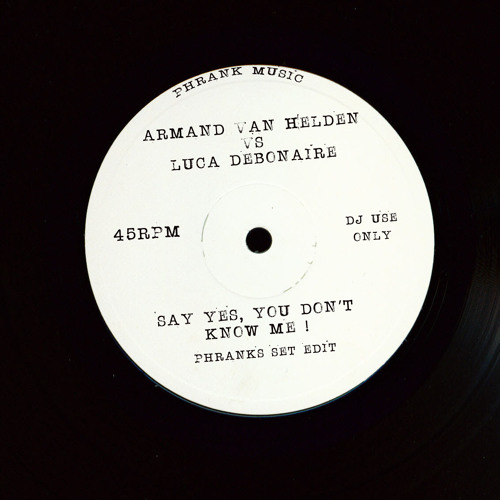 PHRANK MUSIC
ARMAND VAN HELDEN
VS
LUCA DEBONAIRE
45RPM
DJ USE
ONLY
SAY YES, YOU DON'T
KNOW ME !
PHRANKS SET EDIT